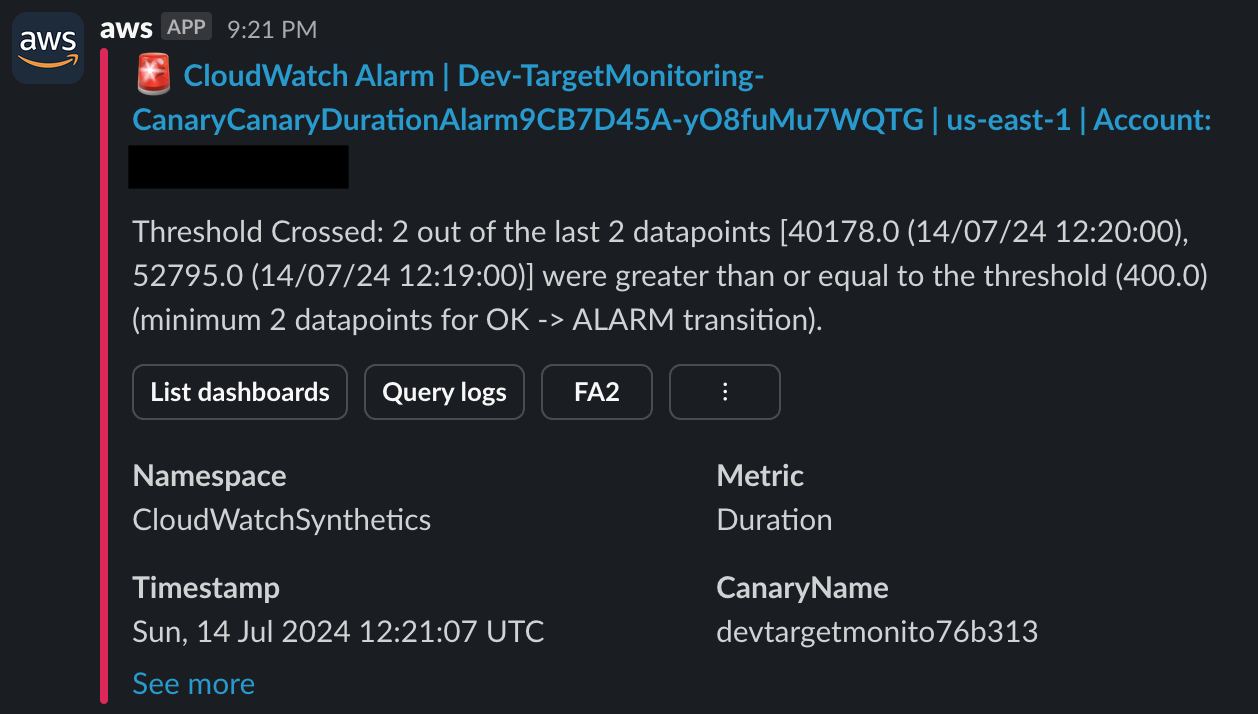 aws
aws APP 9:21 PM
CloudWatch Alarm | Dev-TargetMonitoring-
CanaryCanaryDurationAlarm9CB7D45A-yO8fuMu7WQTG | us-east-1 | Account:
Threshold Crossed: 2 out of the last 2 datapoints [40178.0 (14/07/24 12:20:00),
52795.0 (14/07/24 12:19:00)] were greater than or equal to the threshold (400.0)
(minimum 2 datapoints for OK -> ALARM transition).
List dashboards Query logs FA2 ⋮
Namespace Metric
CloudWatchSynthetics Duration
Timestamp CanaryName
Sun, 14 Jul 2024 12:21:07 UTC devtargetmonito76b313
See more